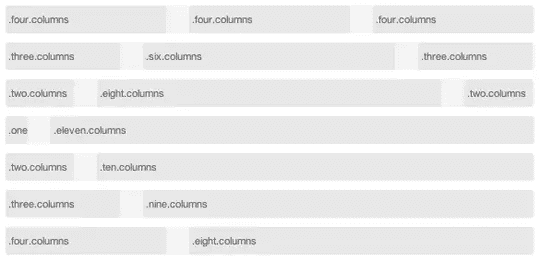 .four.columns .four.columns .four.columns
.three.columns .six.columns .three.columns
.two.columns .eight.columns .two.columns
.one .eleven.columns
.two.columns .ten.columns
.three.columns .nine.columns
.four.columns .eight.columns